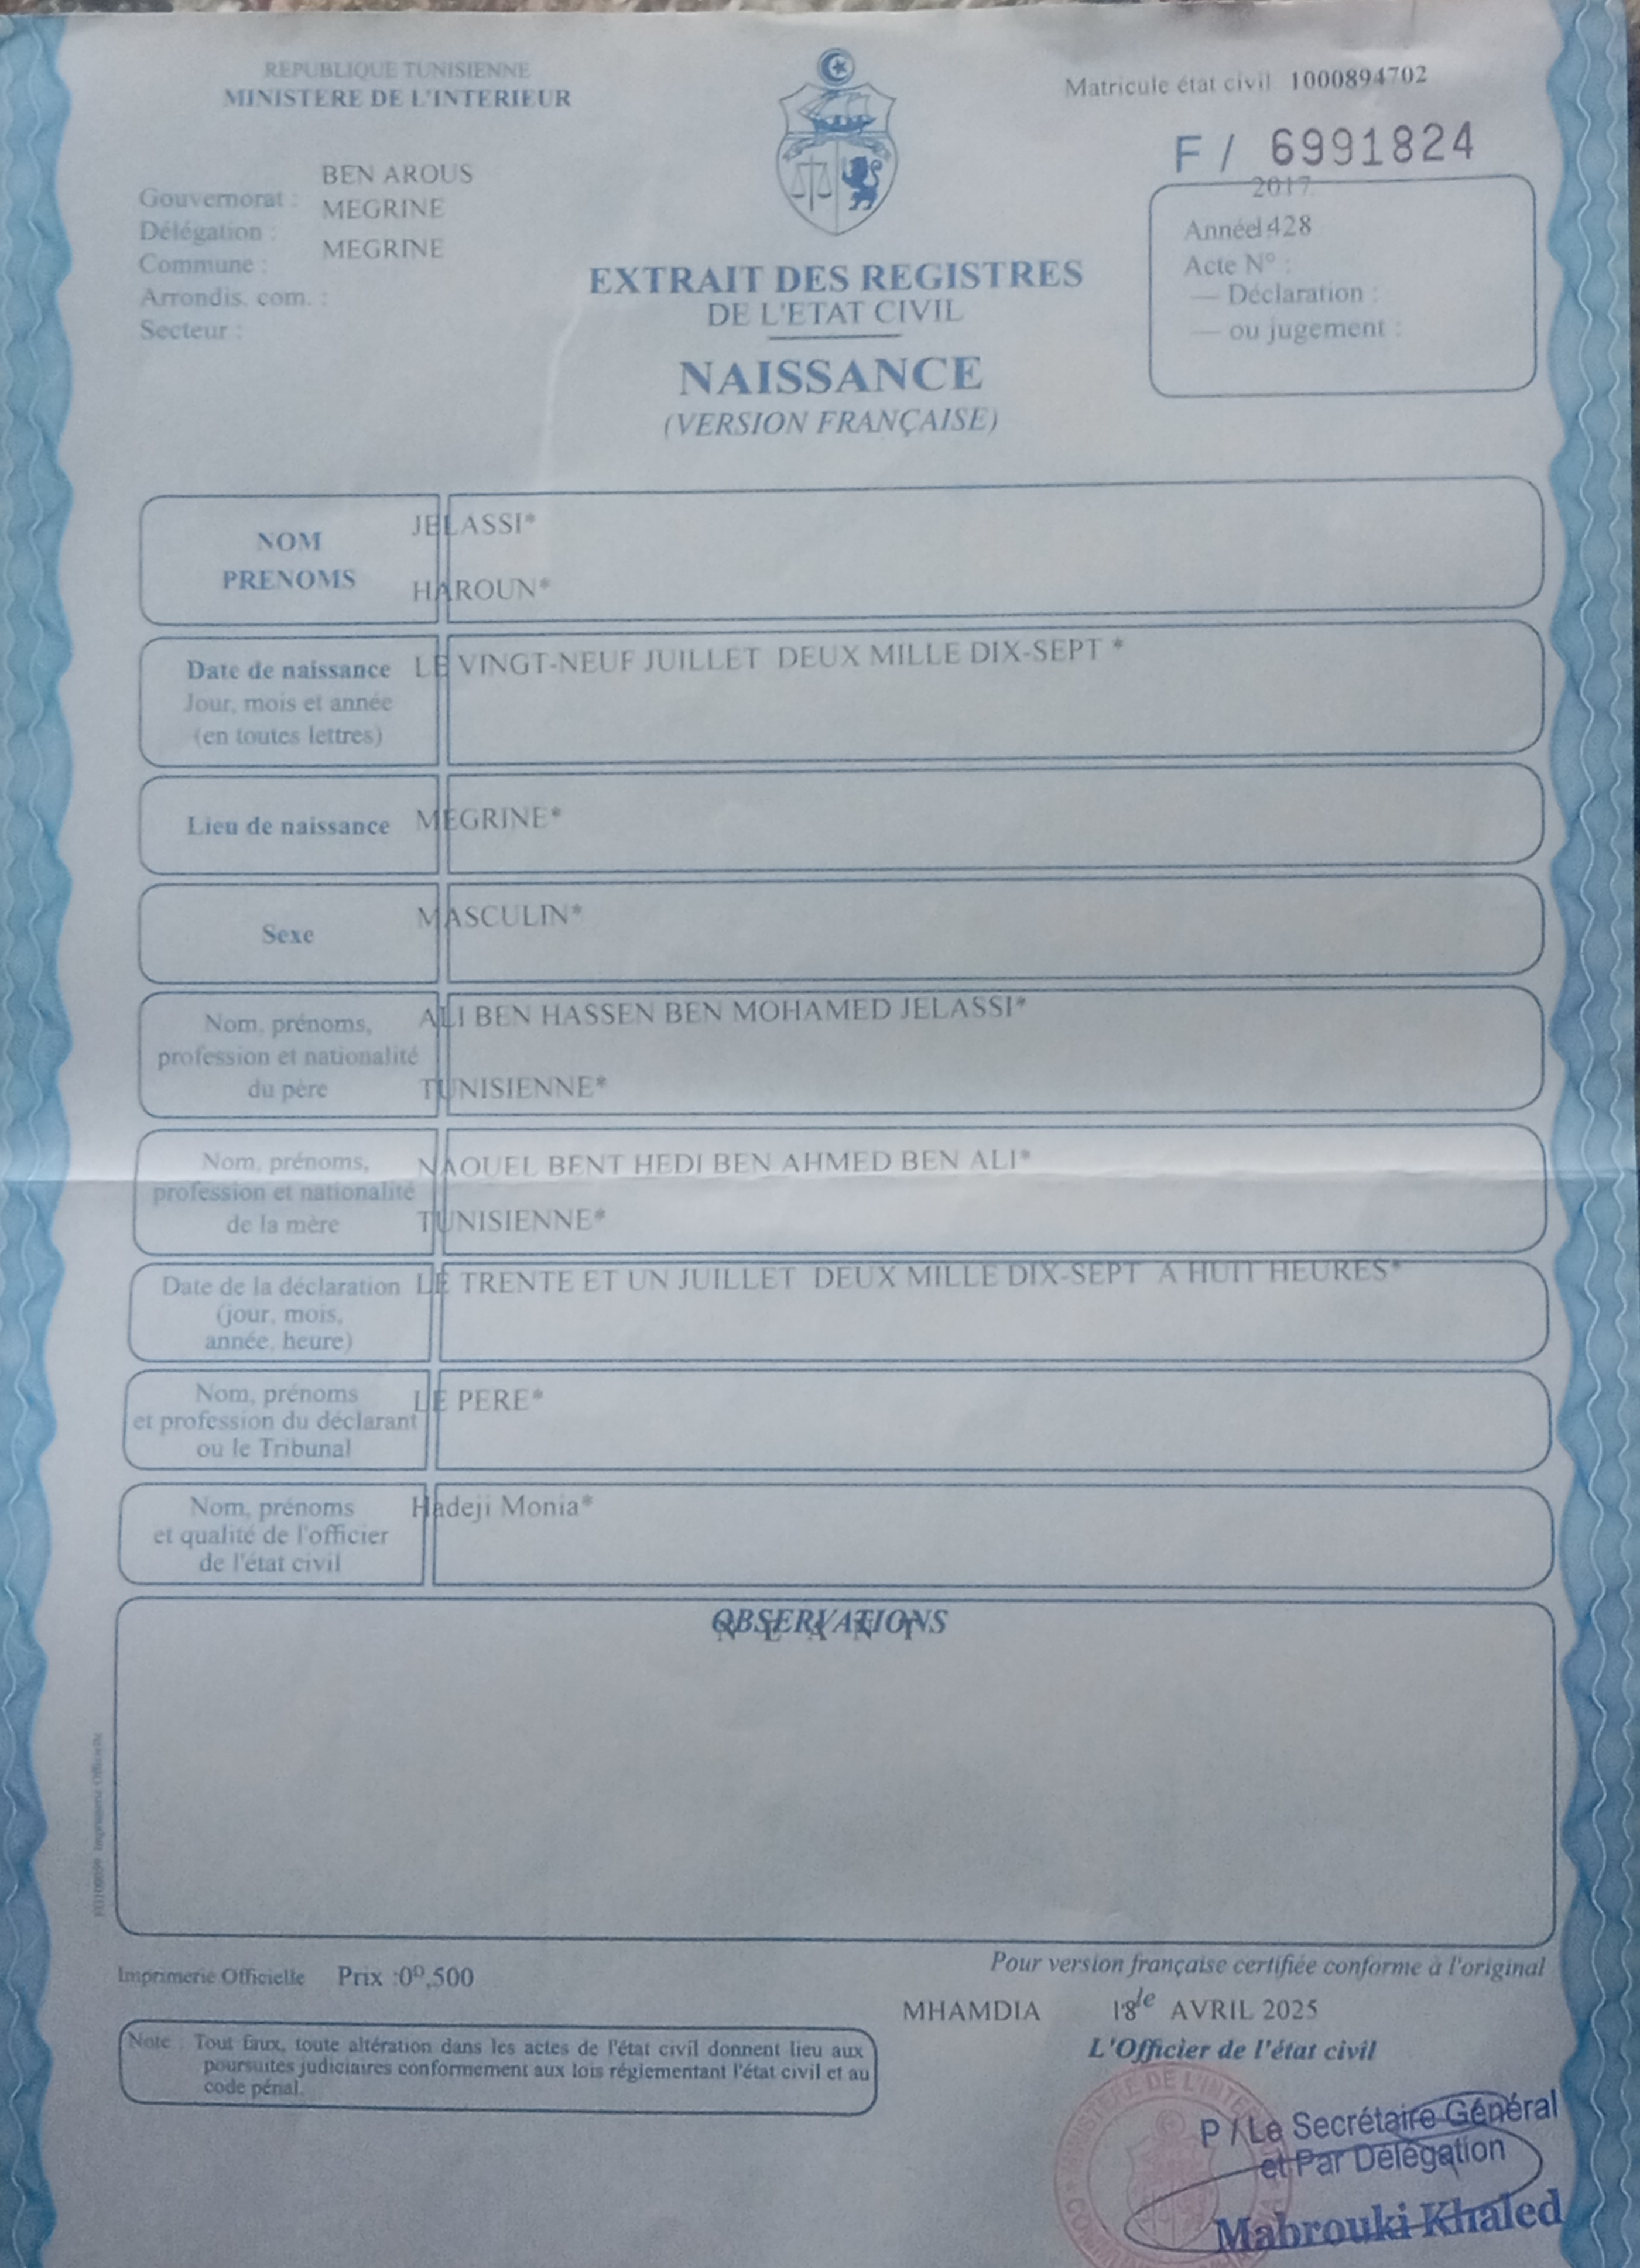 REPUBLIQUE TUNISIENNE
MINISTERE DE L'INTERIEUR
Matricule état civil 1000894702
F / 6991824
BEN AROUS
Gouvernorat :
MEGRINE
Délégation :
MEGRINE
Commune :
Arrondis. com. :
Secteur :
2017
Année 1428
Acte N° :
— Déclaration :
— ou jugement :
EXTRAIT DES REGISTRES
DE L'ETAT CIVIL
NAISSANCE
(VERSION FRANÇAISE)
NOM
PRENOMS
JELASSI*
HAROUN*
Date de naissance
Jour, mois et année
(en toutes lettres)
LE VINGT-NEUF JUILLET DEUX MILLE DIX-SEPT *
Lieu de naissance
MEGRINE*
Sexe
MASCULIN*
Nom, prénoms,
profession et nationalité
du père
ALI BEN HASSEN BEN MOHAMED JELASSI*
TUNISIENNE*
Nom, prénoms,
profession et nationalité
de la mère
NAOUEL BENT HEDI BEN AHMED BEN ALI*
TUNISIENNE*
Date de la déclaration
(jour, mois,
année, heure)
LE TRENTE ET UN JUILLET DEUX MILLE DIX-SEPT A HUIT HEURES*
Nom, prénoms
et profession du déclarant
ou le Tribunal
LE PERE*
Nom, prénoms
et qualité de l'officier
de l'état civil
Hadeji Monia*
OBSERVATIONS
N E A N T
Imprimerie Officielle Prix :0ᴰ,500
Pour version française certifiée conforme à l'original
MHAMDIA 18 le AVRIL 2025
L'Officier de l'état civil
Note : Tout faux, toute altération dans les actes de l'état civil donnent lieu aux
poursuites judiciaires conformement aux lois réglementant l'état civil et au
code pénal.
P / Le Secrétaire Général
et Par Délégation
Mabrouki Khaled